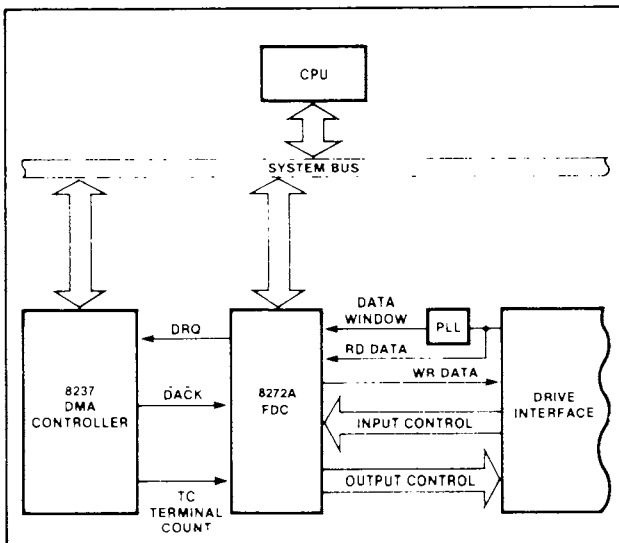 CPU
SYSTEM BUS
DRQ
DATA
WINDOW
PLL
RD DATA
WR DATA
8237
DMA
CONTROLLER
DACK
8272A
FDC
DRIVE
INTERFACE
INPUT CONTROL
OUTPUT CONTROL
TC
TERMINAL
COUNT